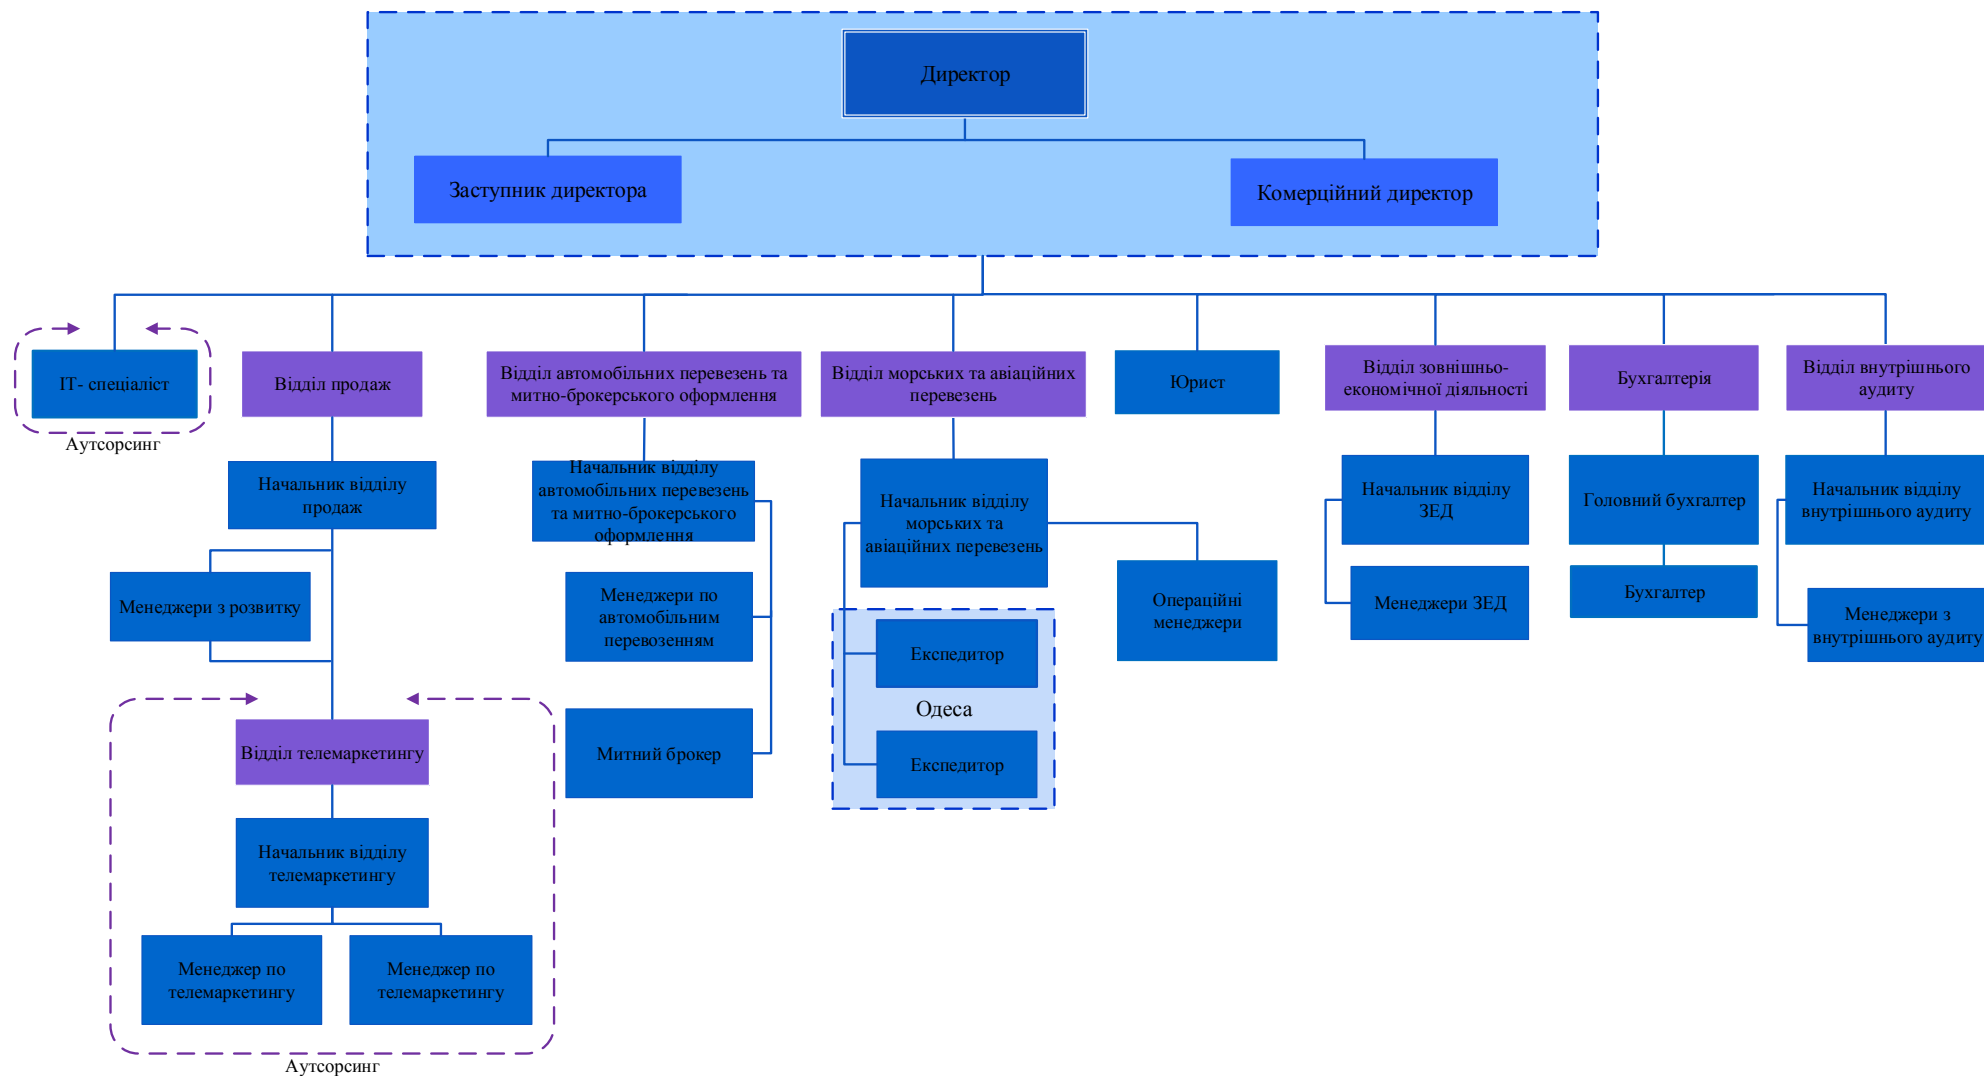 Директор
Заступник директора
Комерційний директор
ІТ- спеціаліст
Аутсорсинг
Відділ продаж
Відділ автомобільних перевезень та
митно-брокерського оформлення
Відділ морських та авіаційних
перевезень
Юрист
Відділ зовнішньо-
економічної діяльності
Бухгалтерія
Відділ внутрішнього
аудиту
Начальник відділу
продаж
Начальник відділу
автомобільних перевезень
та митно-брокерського
оформлення
Начальник відділу
морських та
авіаційних перевезень
Начальник відділу
ЗЕД
Головний бухгалтер
Начальник відділу
внутрішнього аудиту
Менеджери з розвитку
Менеджери по
автомобільним
перевозенням
Операційні
менеджери
Менеджери ЗЕД
Бухгалтер
Менеджери з
внутрішнього аудиту
Експедитор
Одеса
Експедитор
Митний брокер
Відділ телемаркетингу
Начальник відділу
телемаркетингу
Менеджер по
телемаркетингу
Менеджер по
телемаркетингу
Аутсорсинг